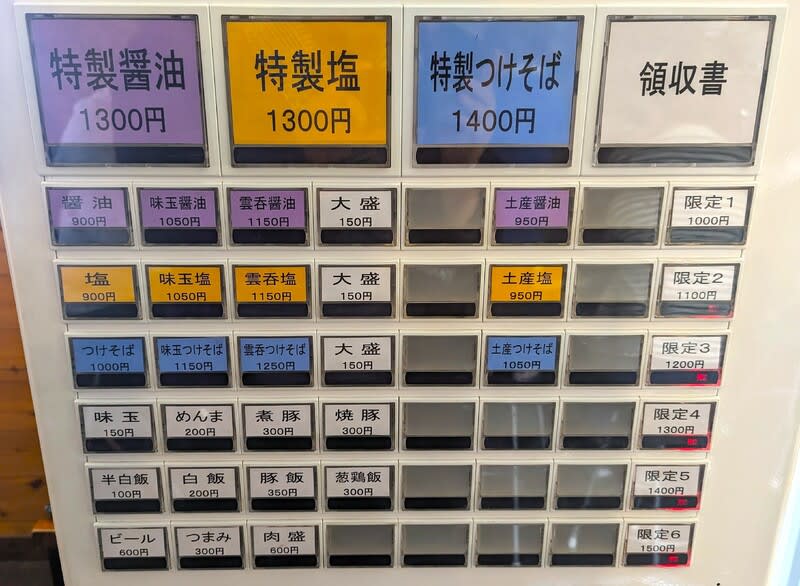 特製醤油
1300円
特製塩
1300円
特製つけそば
1400円
領収書
醤油
900円
味玉醤油
1050円
雲呑醤油
1150円
大盛
150円
土産醤油
950円
限定1
1000円
塩
900円
味玉塩
1050円
雲呑塩
1150円
大盛
150円
土産塩
950円
限定2
1100円
つけそば
1000円
味玉つけそば
1150円
雲呑つけそば
1250円
大盛
150円
土産つけそば
1050円
限定3
1200円
味玉
150円
めんま
200円
煮豚
300円
焼豚
300円
限定4
1300円
半白飯
100円
白飯
200円
豚飯
350円
葱鶏飯
300円
限定5
1400円
ビール
600円
つまみ
300円
肉盛
600円
限定6
1500円